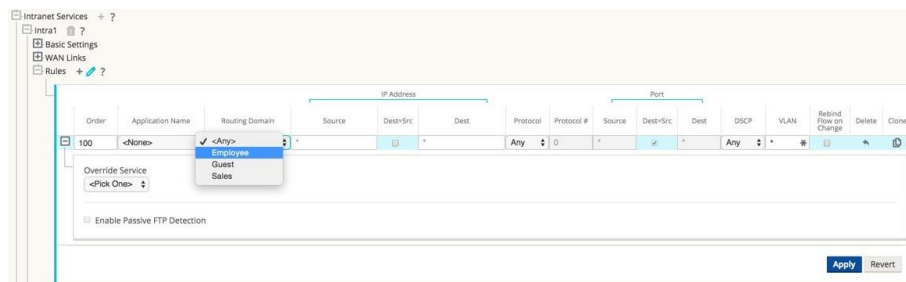 Intranet Services + ?
Intra1 ?
Basic Settings
WAN Links
Rules + ?
IP Address Port
Order Application Name Routing Domain Source Dest=Src Dest Protocol Protocol # Source Dest=Src Dest DSCP VLAN Rebind Flow on Change Delete Clone
100 <None> ✓ <Any> * * Any 0 * * Any * *
Employee
Guest
Sales
Override Service
<Pick One>
Enable Passive FTP Detection
Apply Revert